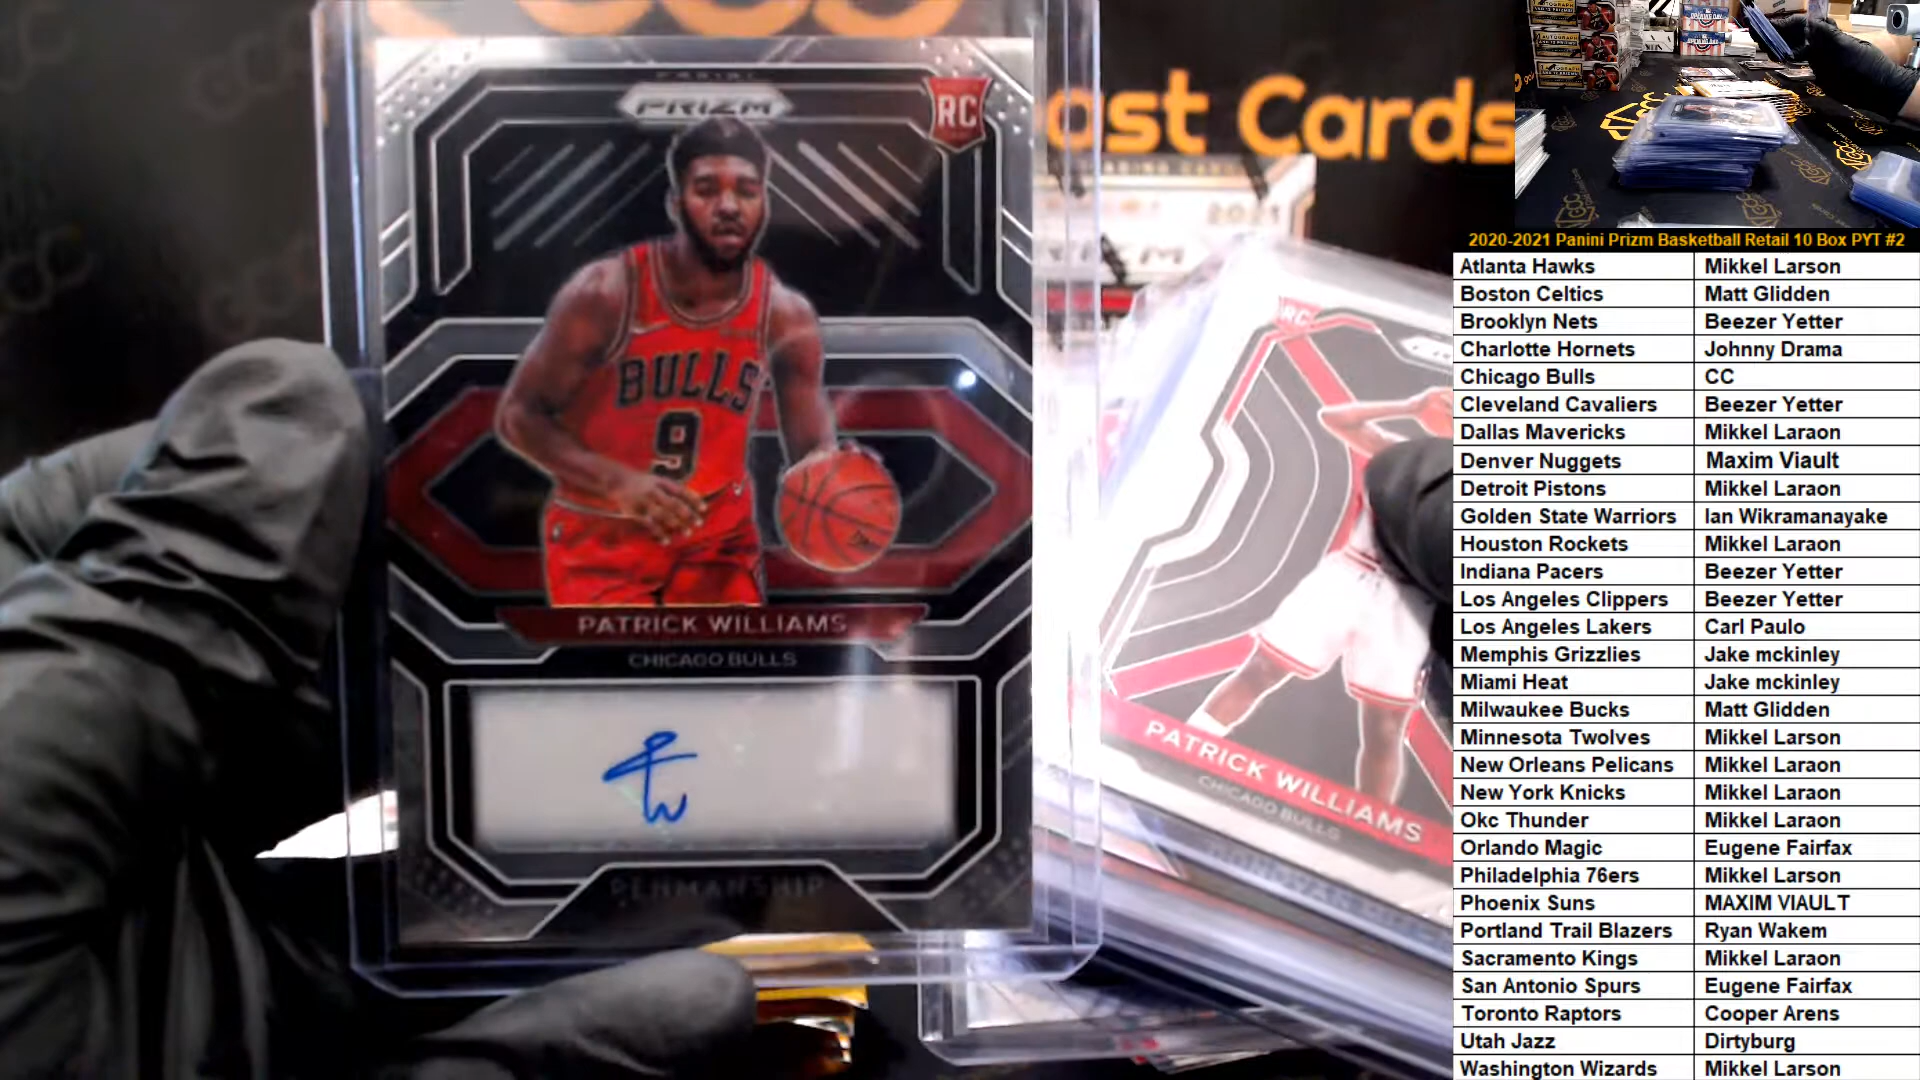 ast Cards
PANINI
PRIZM
RC
2021
BULLS
9
PATRICK WILLIAMS
CHICAGO BULLS
PENMANSHIP
RC
PATRICK WILLIAMS
CHICAGO BULLS
2020-2021 Panini Prizm Basketball Retail 10 Box PYT #2
Atlanta Hawks Mikkel Larson
Boston Celtics Matt Glidden
Brooklyn Nets Beezer Yetter
Charlotte Hornets Johnny Drama
Chicago Bulls CC
Cleveland Cavaliers Beezer Yetter
Dallas Mavericks Mikkel Laraon
Denver Nuggets Maxim Viault
Detroit Pistons Mikkel Laraon
Golden State Warriors Ian Wikramanayake
Houston Rockets Mikkel Laraon
Indiana Pacers Beezer Yetter
Los Angeles Clippers Beezer Yetter
Los Angeles Lakers Carl Paulo
Memphis Grizzlies Jake mckinley
Miami Heat Jake mckinley
Milwaukee Bucks Matt Glidden
Minnesota Twolves Mikkel Larson
New Orleans Pelicans Mikkel Laraon
New York Knicks Mikkel Laraon
Okc Thunder Mikkel Laraon
Orlando Magic Eugene Fairfax
Philadelphia 76ers Mikkel Larson
Phoenix Suns MAXIM VIAULT
Portland Trail Blazers Ryan Wakem
Sacramento Kings Mikkel Laraon
San Antonio Spurs Eugene Fairfax
Toronto Raptors Cooper Arens
Utah Jazz Dirtyburg
Washington Wizards Mikkel Larson